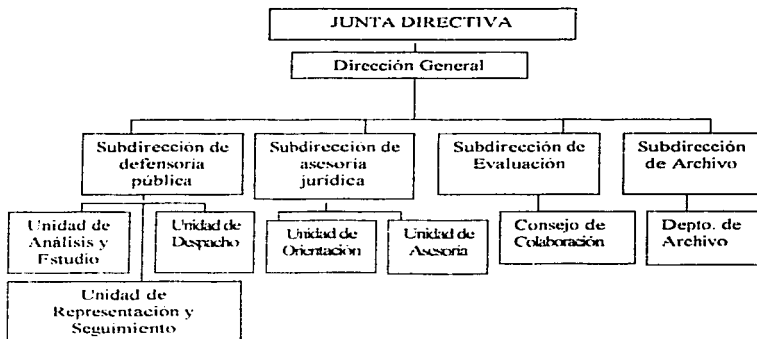 JUNTA DIRECTIVA
Dirección General
Subdirección de
defensoria
pública
Subdirección de
asesoría
jurídica
Subdirección de
Evaluación
Subdirección
de Archivo
Unidad de
Análisis y
Estudio
Unidad de
Despacho
Unidad de
Orientación
Unidad de
Asesoria
Consejo de
Colaboración
Depto. de
Archivo
Unidad de
Representación y
Seguimiento